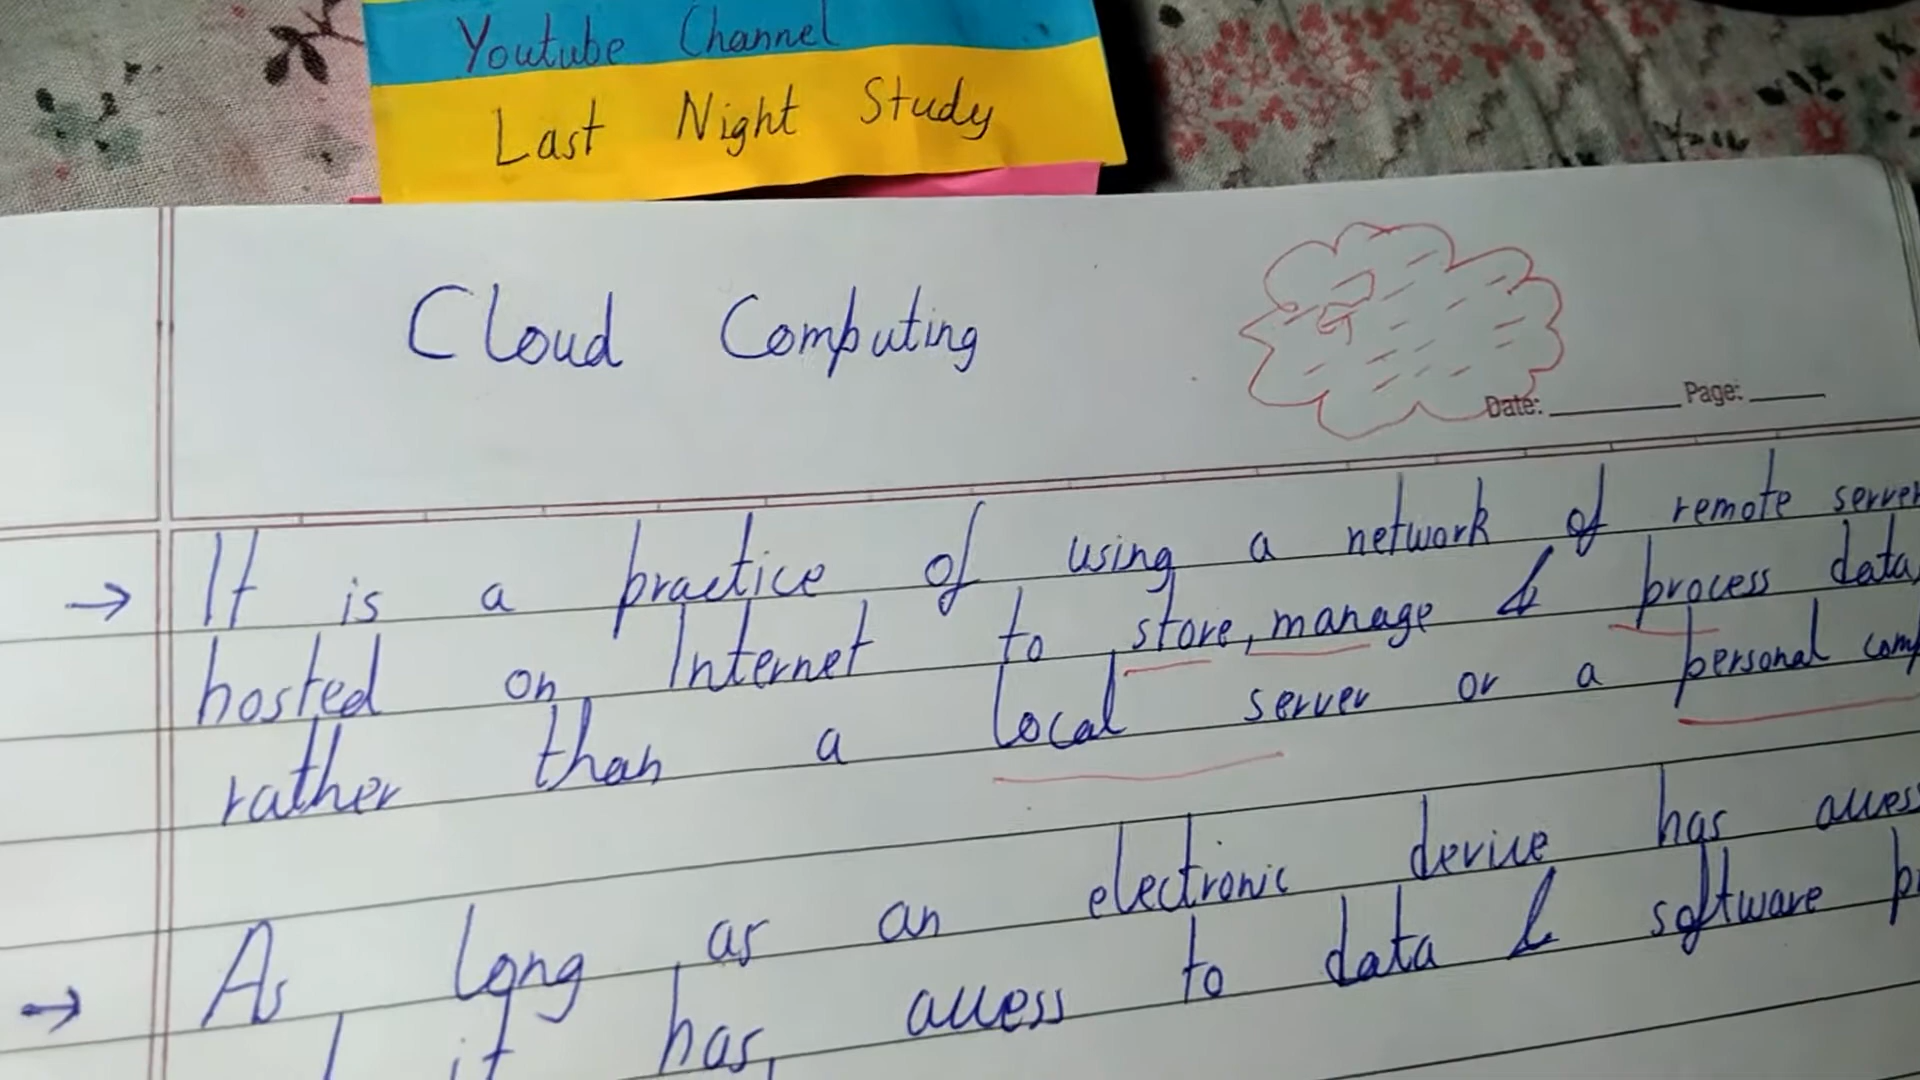 Youtube Channel
Last Night Study
Cloud Computing
Date: Page:
→ It is a practice of using a network of remote server
hosted on Internet to store, manage & process data,
rather than a local server or a personal comp
→ As long as an electronic device has access
it has access to data & software